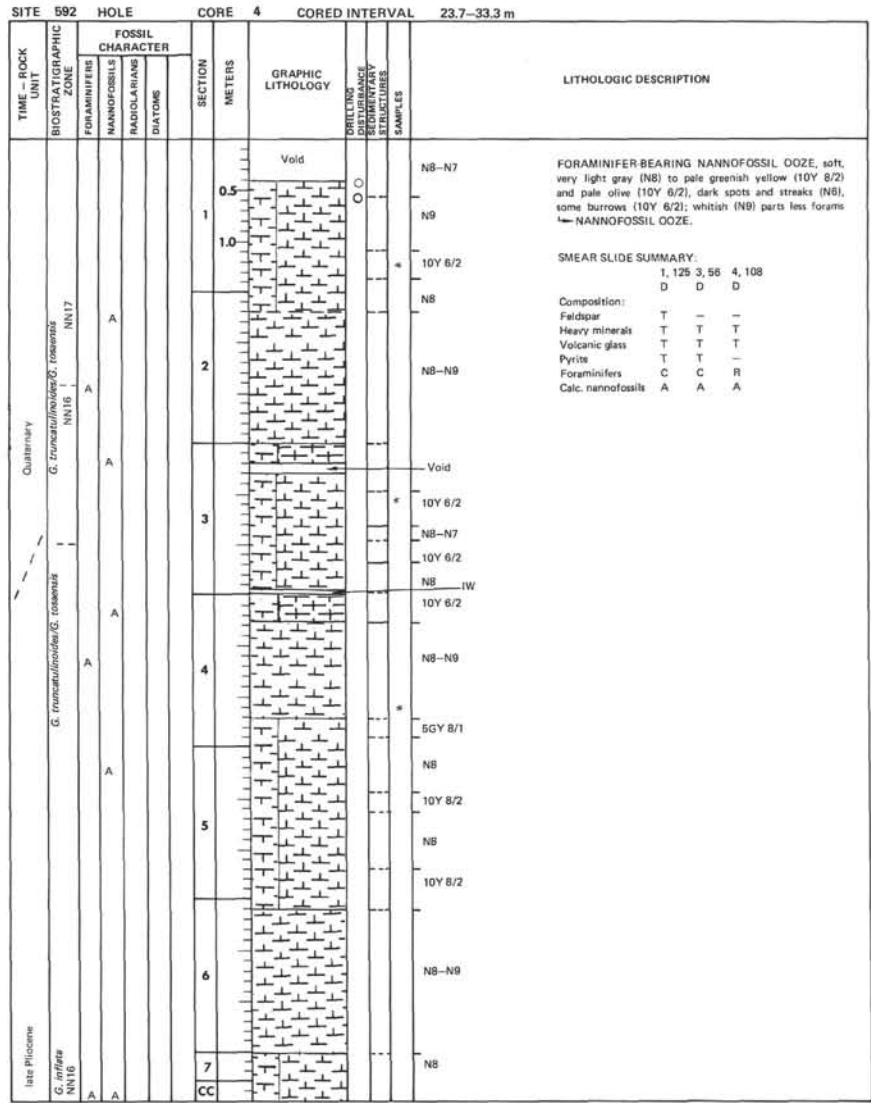 SITE 592 HOLE CORE 4 CORED INTERVAL 23.7–33.3 m
TIME – ROCK UNIT
BIOSTRATIGRAPHIC ZONE
FOSSIL CHARACTER
FORAMINIFERS
NANNOFOSSILS
RADIOLARIANS
DIATOMS
SECTION
METERS
GRAPHIC LITHOLOGY
DRILLING DISTURBANCE
SEDIMENTARY STRUCTURES
SAMPLES
LITHOLOGIC DESCRIPTION
Quaternary
late Pliocene
G. truncatulinoides/G. tosaensis
NN17
NN16
G. truncatulinoides/G. tosaensis
G. inflata
NN16
A
A
A
A
A
A
A A
1
2
3
4
5
6
7
CC
0.5
1.0
Void
*
*
*
N8–N7
N9
10Y 6/2
N8
N8–N9
Void
10Y 6/2
N8–N7
10Y 6/2
N8
IW
10Y 6/2
N8–N9
5GY 8/1
N8
10Y 8/2
N8
10Y 8/2
N8–N9
N8
FORAMINIFER-BEARING NANNOFOSSIL OOZE, soft,
very light gray (N8) to pale greenish yellow (10Y 8/2)
and pale olive (10Y 6/2), dark spots and streaks (N6),
some burrows (10Y 6/2); whitish (N9) parts less forams
NANNOFOSSIL OOZE.
SMEAR SLIDE SUMMARY:
1, 125 3, 56 4, 108
D D D
Composition:
Feldspar T – –
Heavy minerals T T T
Volcanic glass T T T
Pyrite T T –
Foraminifers C C R
Calc. nannofossils A A A